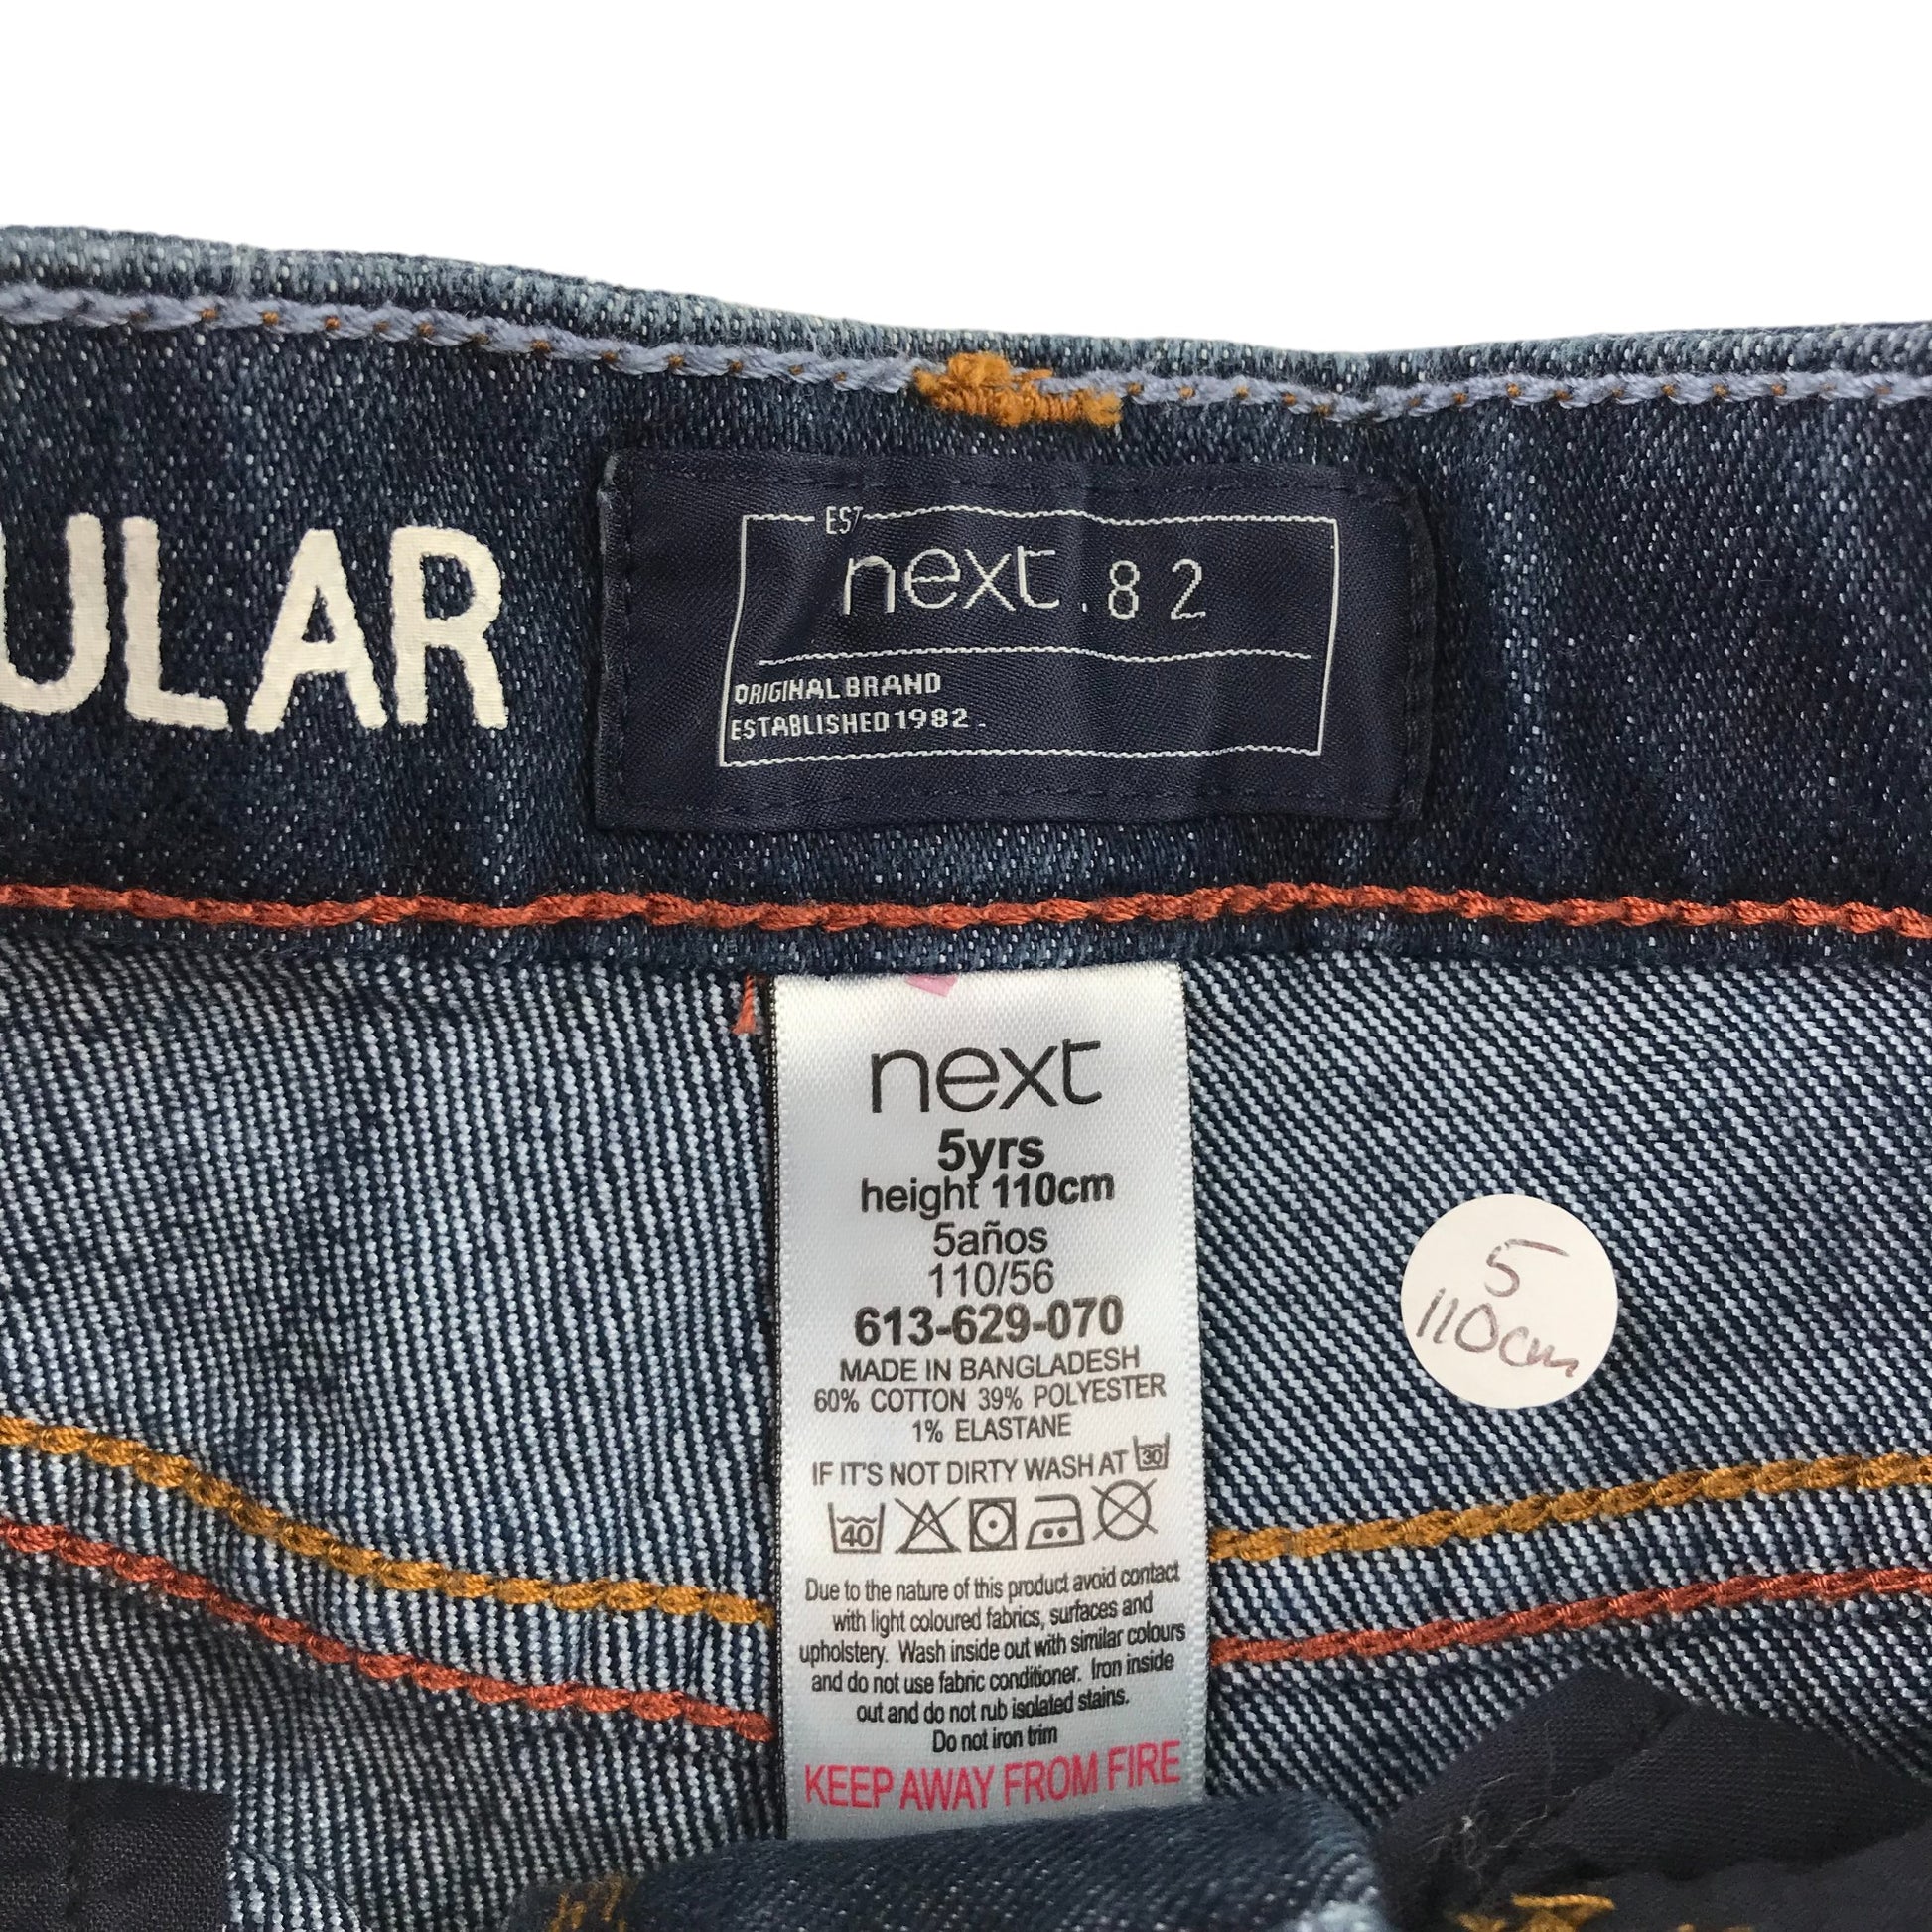 ULAR
EST
next .82
ORIGINAL BRAND
ESTABLISHED 1982.
next
5yrs
height 110cm
5años
110/56
613-629-070
MADE IN BANGLADESH
60% COTTON 39% POLYESTER
1% ELASTANE
IF IT'S NOT DIRTY WASH AT 30
40
Due to the nature of this product avoid contact
with light coloured fabrics, surfaces and
upholstery. Wash inside out with similar colours
and do not use fabric conditioner. Iron inside
out and do not rub isolated stains.
Do not iron trim
KEEP AWAY FROM FIRE
5
110cm